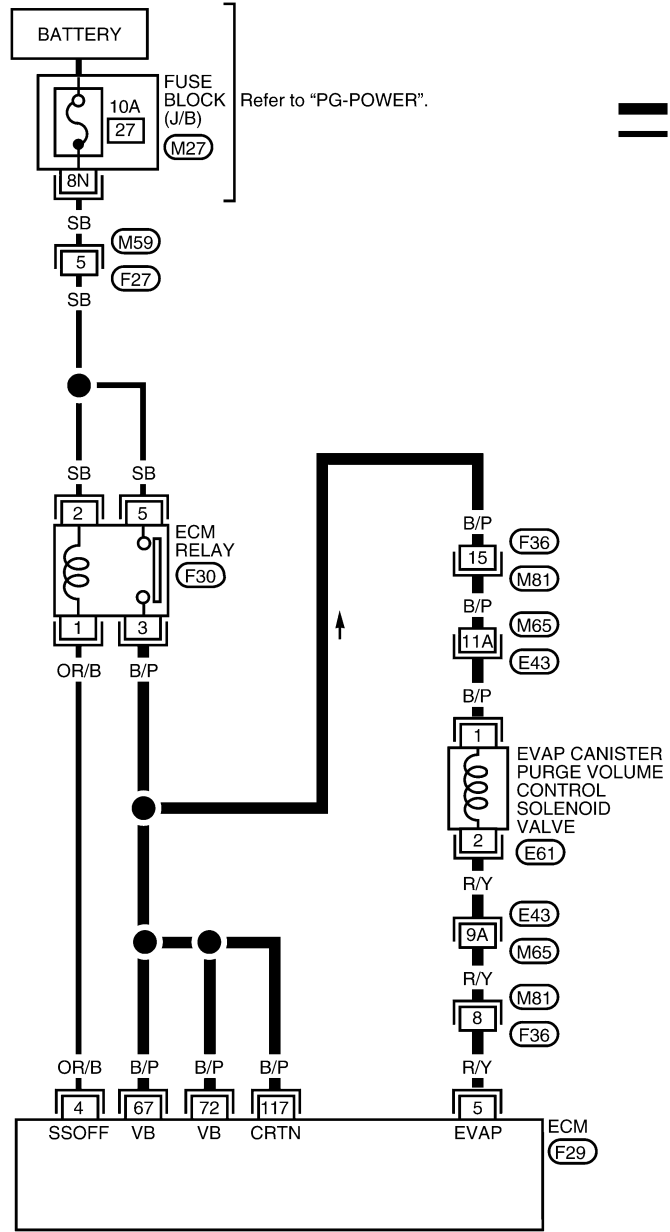 BATTERY
FUSE
BLOCK
(J/B)
Refer to “PG-POWER”.
10A
27
M27
8N
SB
M59
5
F27
SB
SB
SB
2
5
ECM
RELAY
F30
1
3
OR/B
B/P
B/P
F36
15
M81
B/P
M65
11A
E43
B/P
1
EVAP CANISTER
PURGE VOLUME
CONTROL
SOLENOID
VALVE
2
E61
R/Y
E43
9A
M65
R/Y
M81
8
F36
OR/B
B/P
B/P
B/P
R/Y
4
67
72
117
5
SSOFF
VB
VB
CRTN
EVAP
ECM
F29